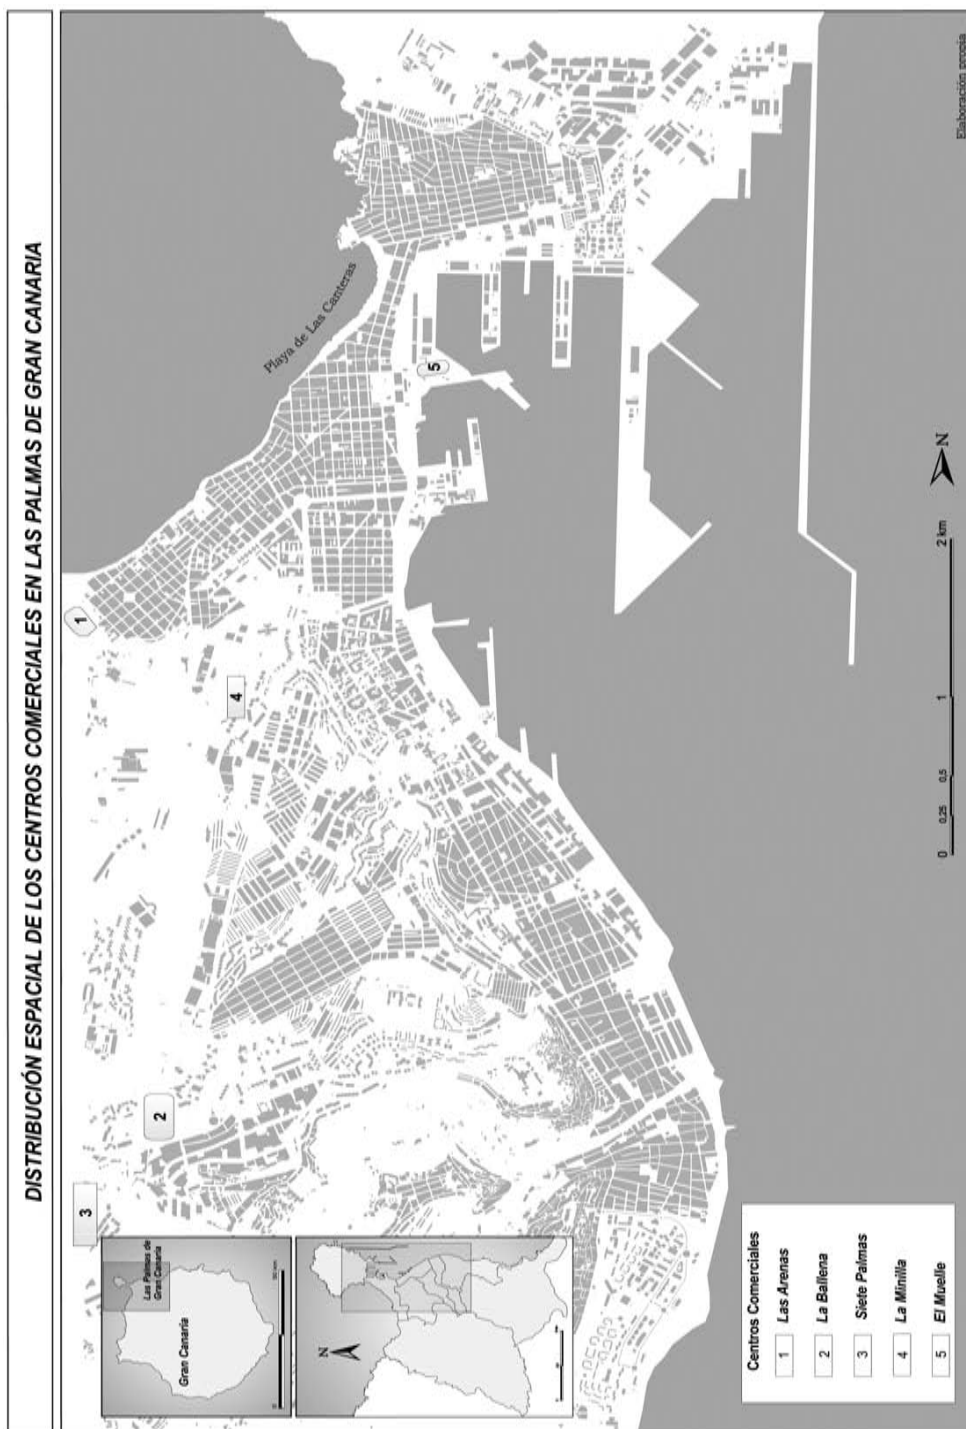 DISTRIBUCIÓN ESPACIAL DE LOS CENTROS COMERCIALES EN LAS PALMAS DE GRAN CANARIA
3
2
4
1
5
Playa de Las Canteras
Las Palmas de
Gran Canaria
Gran Canaria
N
Centros Comerciales
1 Las Arenas
2 La Ballena
3 Siete Palmas
4 La Minilla
5 El Muelle
0 0,25 0,5 1 2 km
N
Elaboración propia